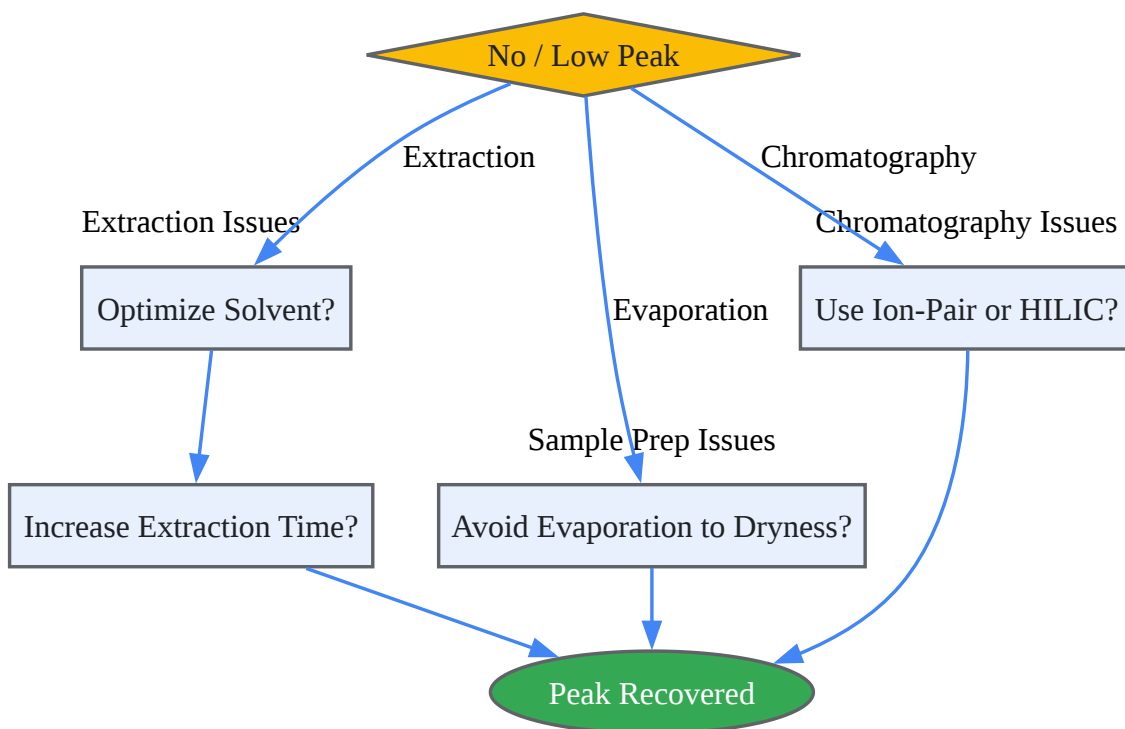 No / Low Peak
Extraction
Chromatography
Extraction Issues
Chromatography Issues
Optimize Solvent?
Evaporation
Use Ion-Pair or HILIC?
Sample Prep Issues
Increase Extraction Time?
Avoid Evaporation to Dryness?
Peak Recovered